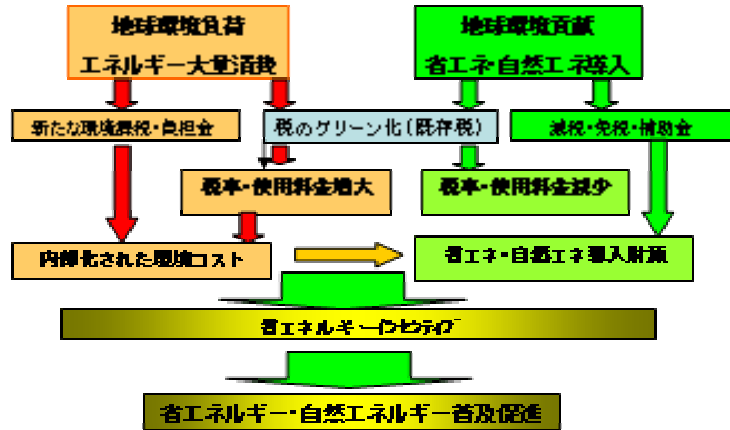 地球環境負荷
エネルギー大量消費
地球環境貢献
省エネ・自然エネ導入
新たな環境課税・負担金
税のグリーン化(既存税)
減税・免税・補助金
税率・使用料金増大
税率・使用料金減少
内部化された環境コスト
省エネ・自然エネ導入財源
省エネルギーインセンティブ
省エネルギー・自然エネルギー普及促進